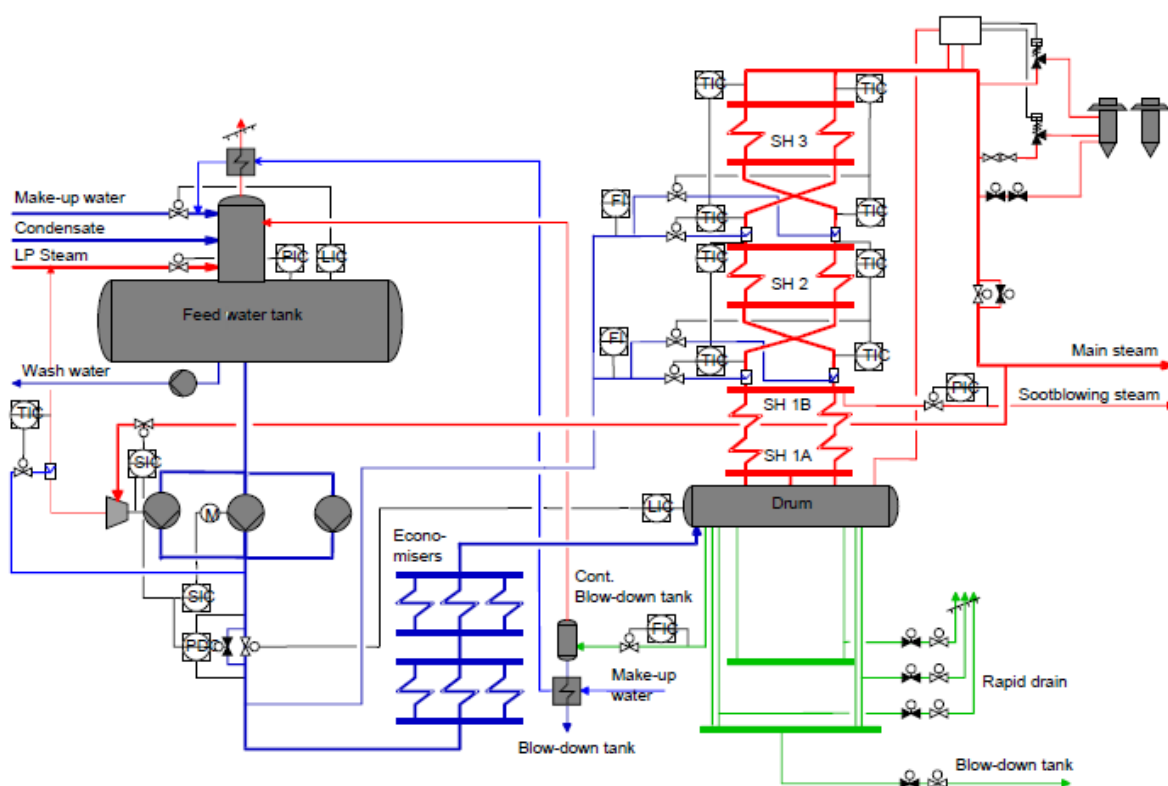 TIC
TIC
SH 3
Make-up water
FI
Condensate
TIC
TIC
LP Steam
PIC
LIC
TIC
TIC
SH 2
Feed water tank
FI
Main steam
TIC
TIC
Wash water
PIC
SH 1B
Sootblowing steam
TIC
SIC
SH 1A
LIC
Drum
M
Econo-
misers
Cont.
Blow-down tank
SIC
FIC
PDC
Make-up
water
Rapid drain
Blow-down tank
Blow-down tank